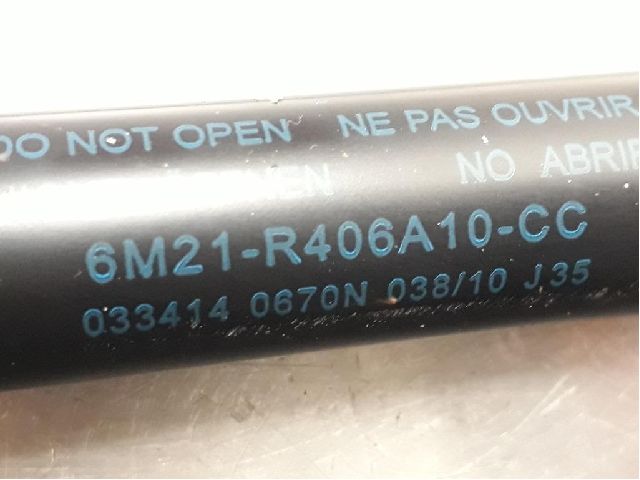 DO NOT OPEN NE PAS OUVRIR
NO ABRIR
6M21-R406A10-CC
033414 0670N 038/10 J35